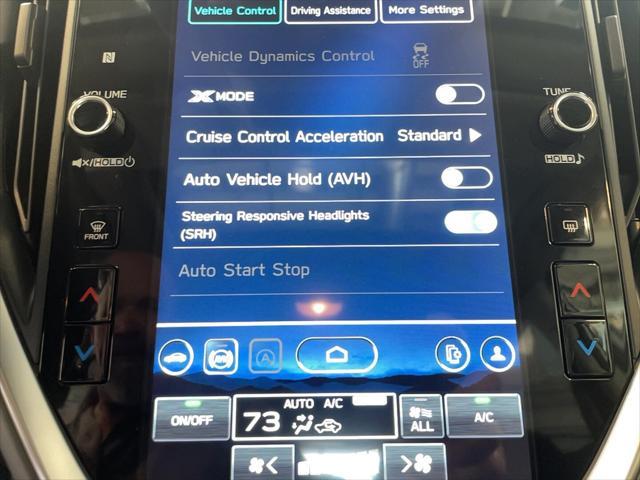 Vehicle Control
Driving Assistance
More Settings
Vehicle Dynamics Control
OFF
X MODE
VOLUME
TUNE
Cruise Control Acceleration Standard
HOLD
HOLD
Auto Vehicle Hold (AVH)
Steering Responsive Headlights
(SRH)
FRONT
Auto Start Stop
A
ON/OFF
AUTO A/C
73
ALL
A/C